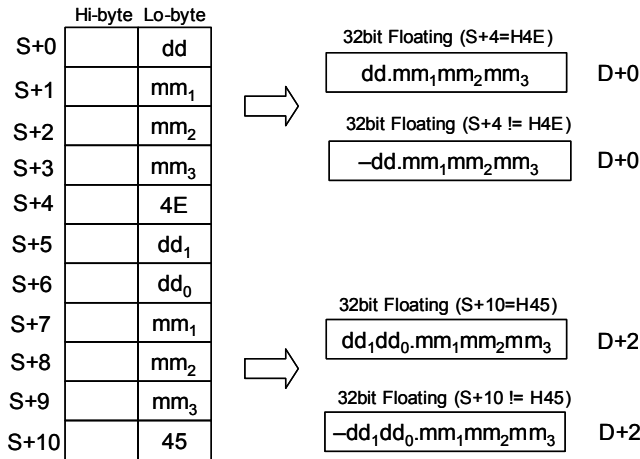 Hi-byte Lo-byte
S+0 dd
S+1 mm₁
S+2 mm₂
S+3 mm₃
S+4 4E
S+5 dd₁
S+6 dd₀
S+7 mm₁
S+8 mm₂
S+9 mm₃
S+10 45
32bit Floating (S+4=H4E)
dd.mm₁mm₂mm₃ D+0
32bit Floating (S+4 != H4E)
–dd.mm₁mm₂mm₃ D+0
32bit Floating (S+10=H45)
dd₁dd₀.mm₁mm₂mm₃ D+2
32bit Floating (S+10 != H45)
–dd₁dd₀.mm₁mm₂mm₃ D+2